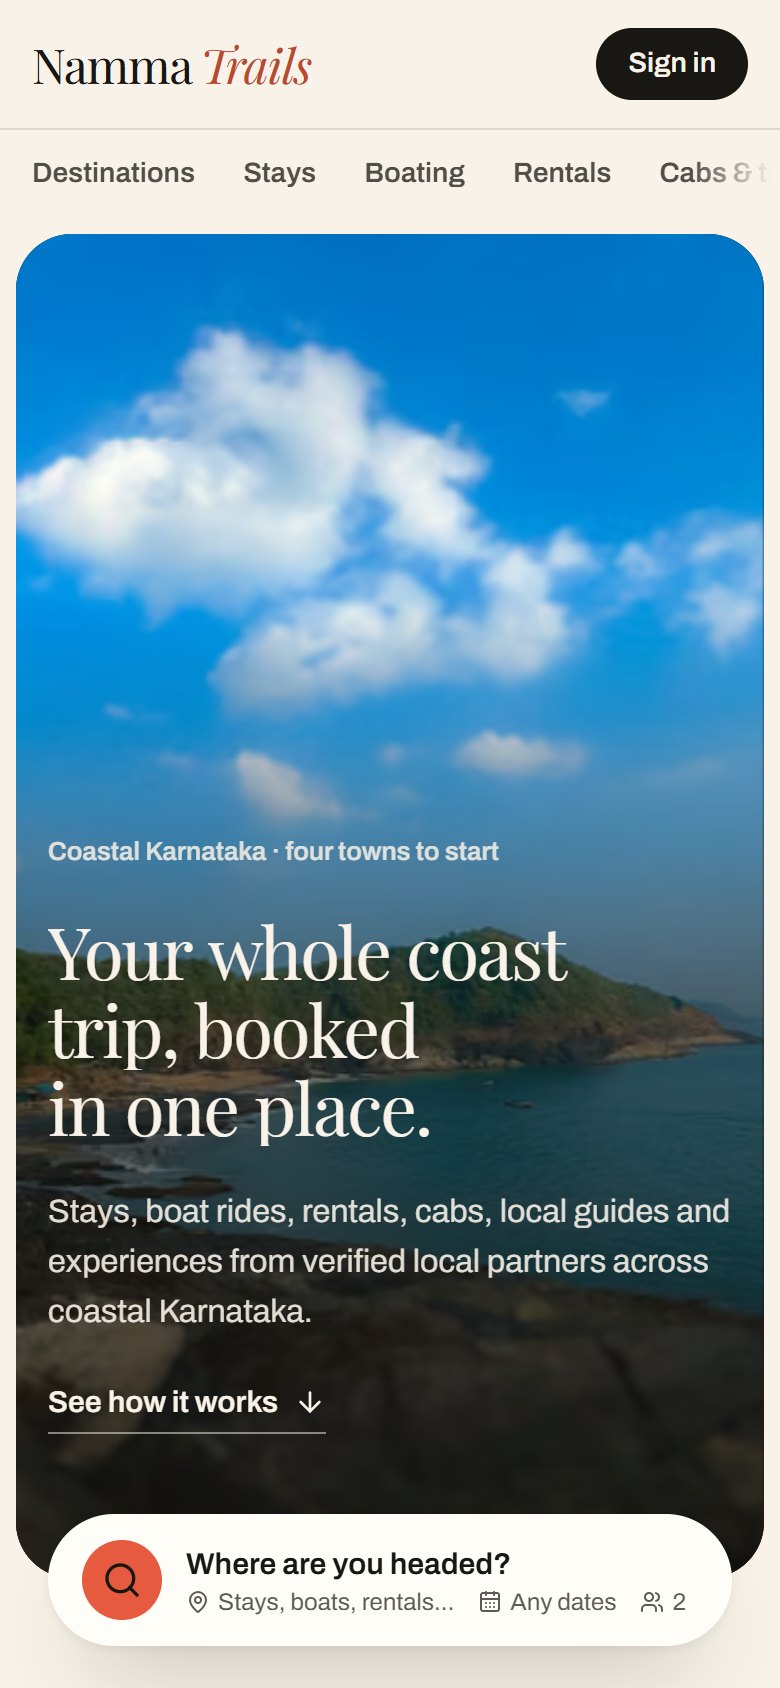 Namma Trails
Sign in
Destinations Stays Boating Rentals Cabs &
Coastal Karnataka · four towns to start
Your whole coast
trip, booked
in one place.
Stays, boat rides, rentals, cabs, local guides and
experiences from verified local partners across
coastal Karnataka.
See how it works
Where are you headed?
Stays, boats, rentals... Any dates 2